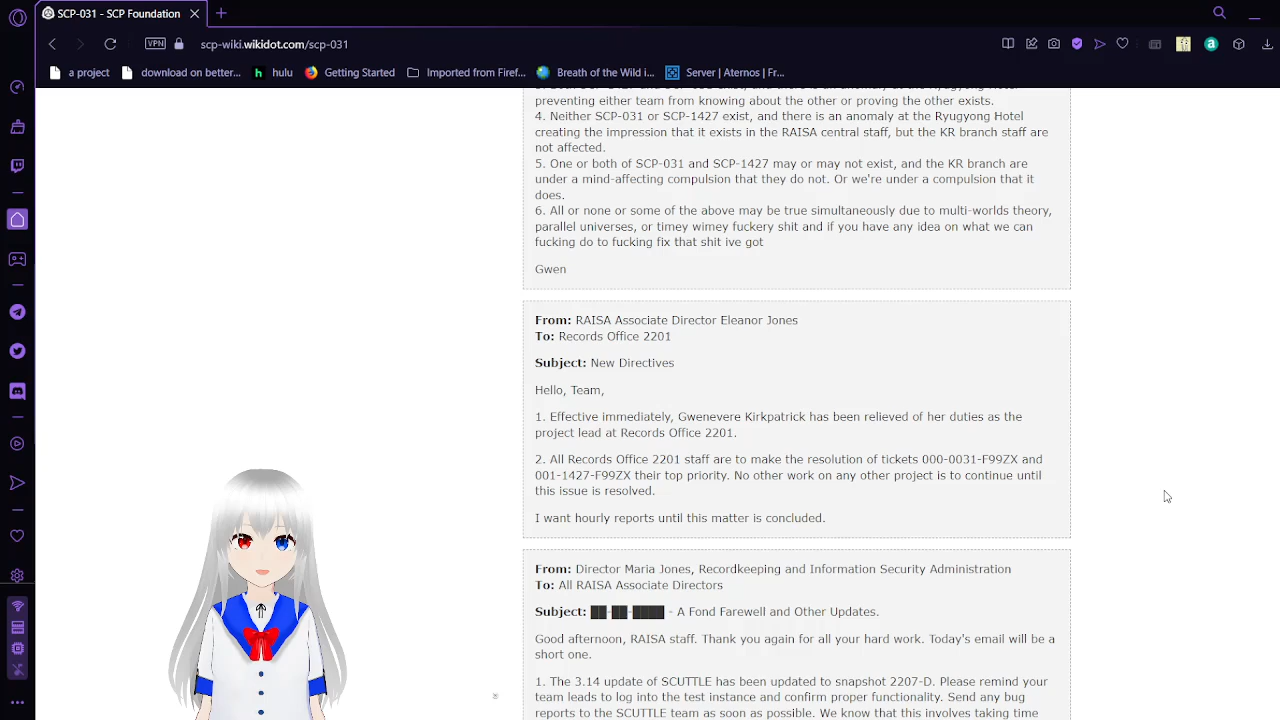 SCP-031 - SCP Foundation
VPN
scp-wiki.wikidot.com/scp-031
a project
download on better...
hulu
Getting Started
Imported from Firef...
Breath of the Wild i...
Server | Aternos | Fr...
preventing either team from knowing about the other or proving the other exists.
4. Neither SCP-031 or SCP-1427 exist, and there is an anomaly at the Ryugyong Hotel
creating the impression that it exists in the RAISA central staff, but the KR branch staff are
not affected.
5. One or both of SCP-031 and SCP-1427 may or may not exist, and the KR branch are
under a mind-affecting compulsion that they do not. Or we're under a compulsion that it
does.
6. All or none or some of the above may be true simultaneously due to multi-worlds theory,
parallel universes, or timey wimey fuckery shit and if you have any idea on what we can
fucking do to fucking fix that shit ive got
Gwen
From: RAISA Associate Director Eleanor Jones
To: Records Office 2201
Subject: New Directives
Hello, Team,
1. Effective immediately, Gwenevere Kirkpatrick has been relieved of her duties as the
project lead at Records Office 2201.
2. All Records Office 2201 staff are to make the resolution of tickets 000-0031-F99ZX and
001-1427-F99ZX their top priority. No other work on any other project is to continue until
this issue is resolved.
I want hourly reports until this matter is concluded.
From: Director Maria Jones, Recordkeeping and Information Security Administration
To: All RAISA Associate Directors
Subject: ██-██-████ - A Fond Farewell and Other Updates.
Good afternoon, RAISA staff. Thank you again for all your hard work. Today's email will be a
short one.
1. The 3.14 update of SCUTTLE has been updated to snapshot 2207-D. Please remind your
team leads to log into the test instance and confirm proper functionality. Send any bug
reports to the SCUTTLE team as soon as possible. We know that this involves taking time